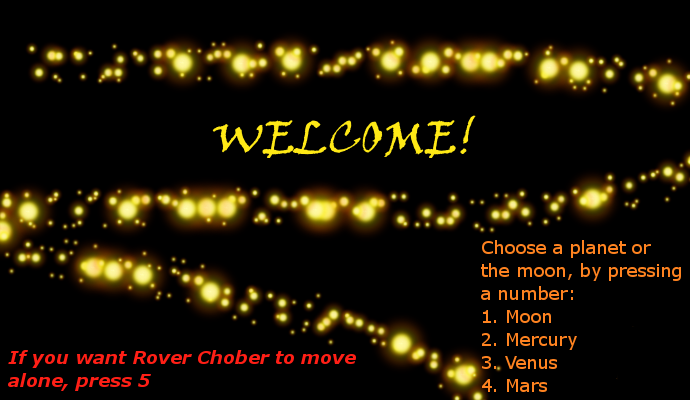 WELCOME!
Choose a planet or
the moon, by pressing
a number:
1. Moon
2. Mercury
3. Venus
4. Mars
If you want Rover Chober to move
alone, press 5